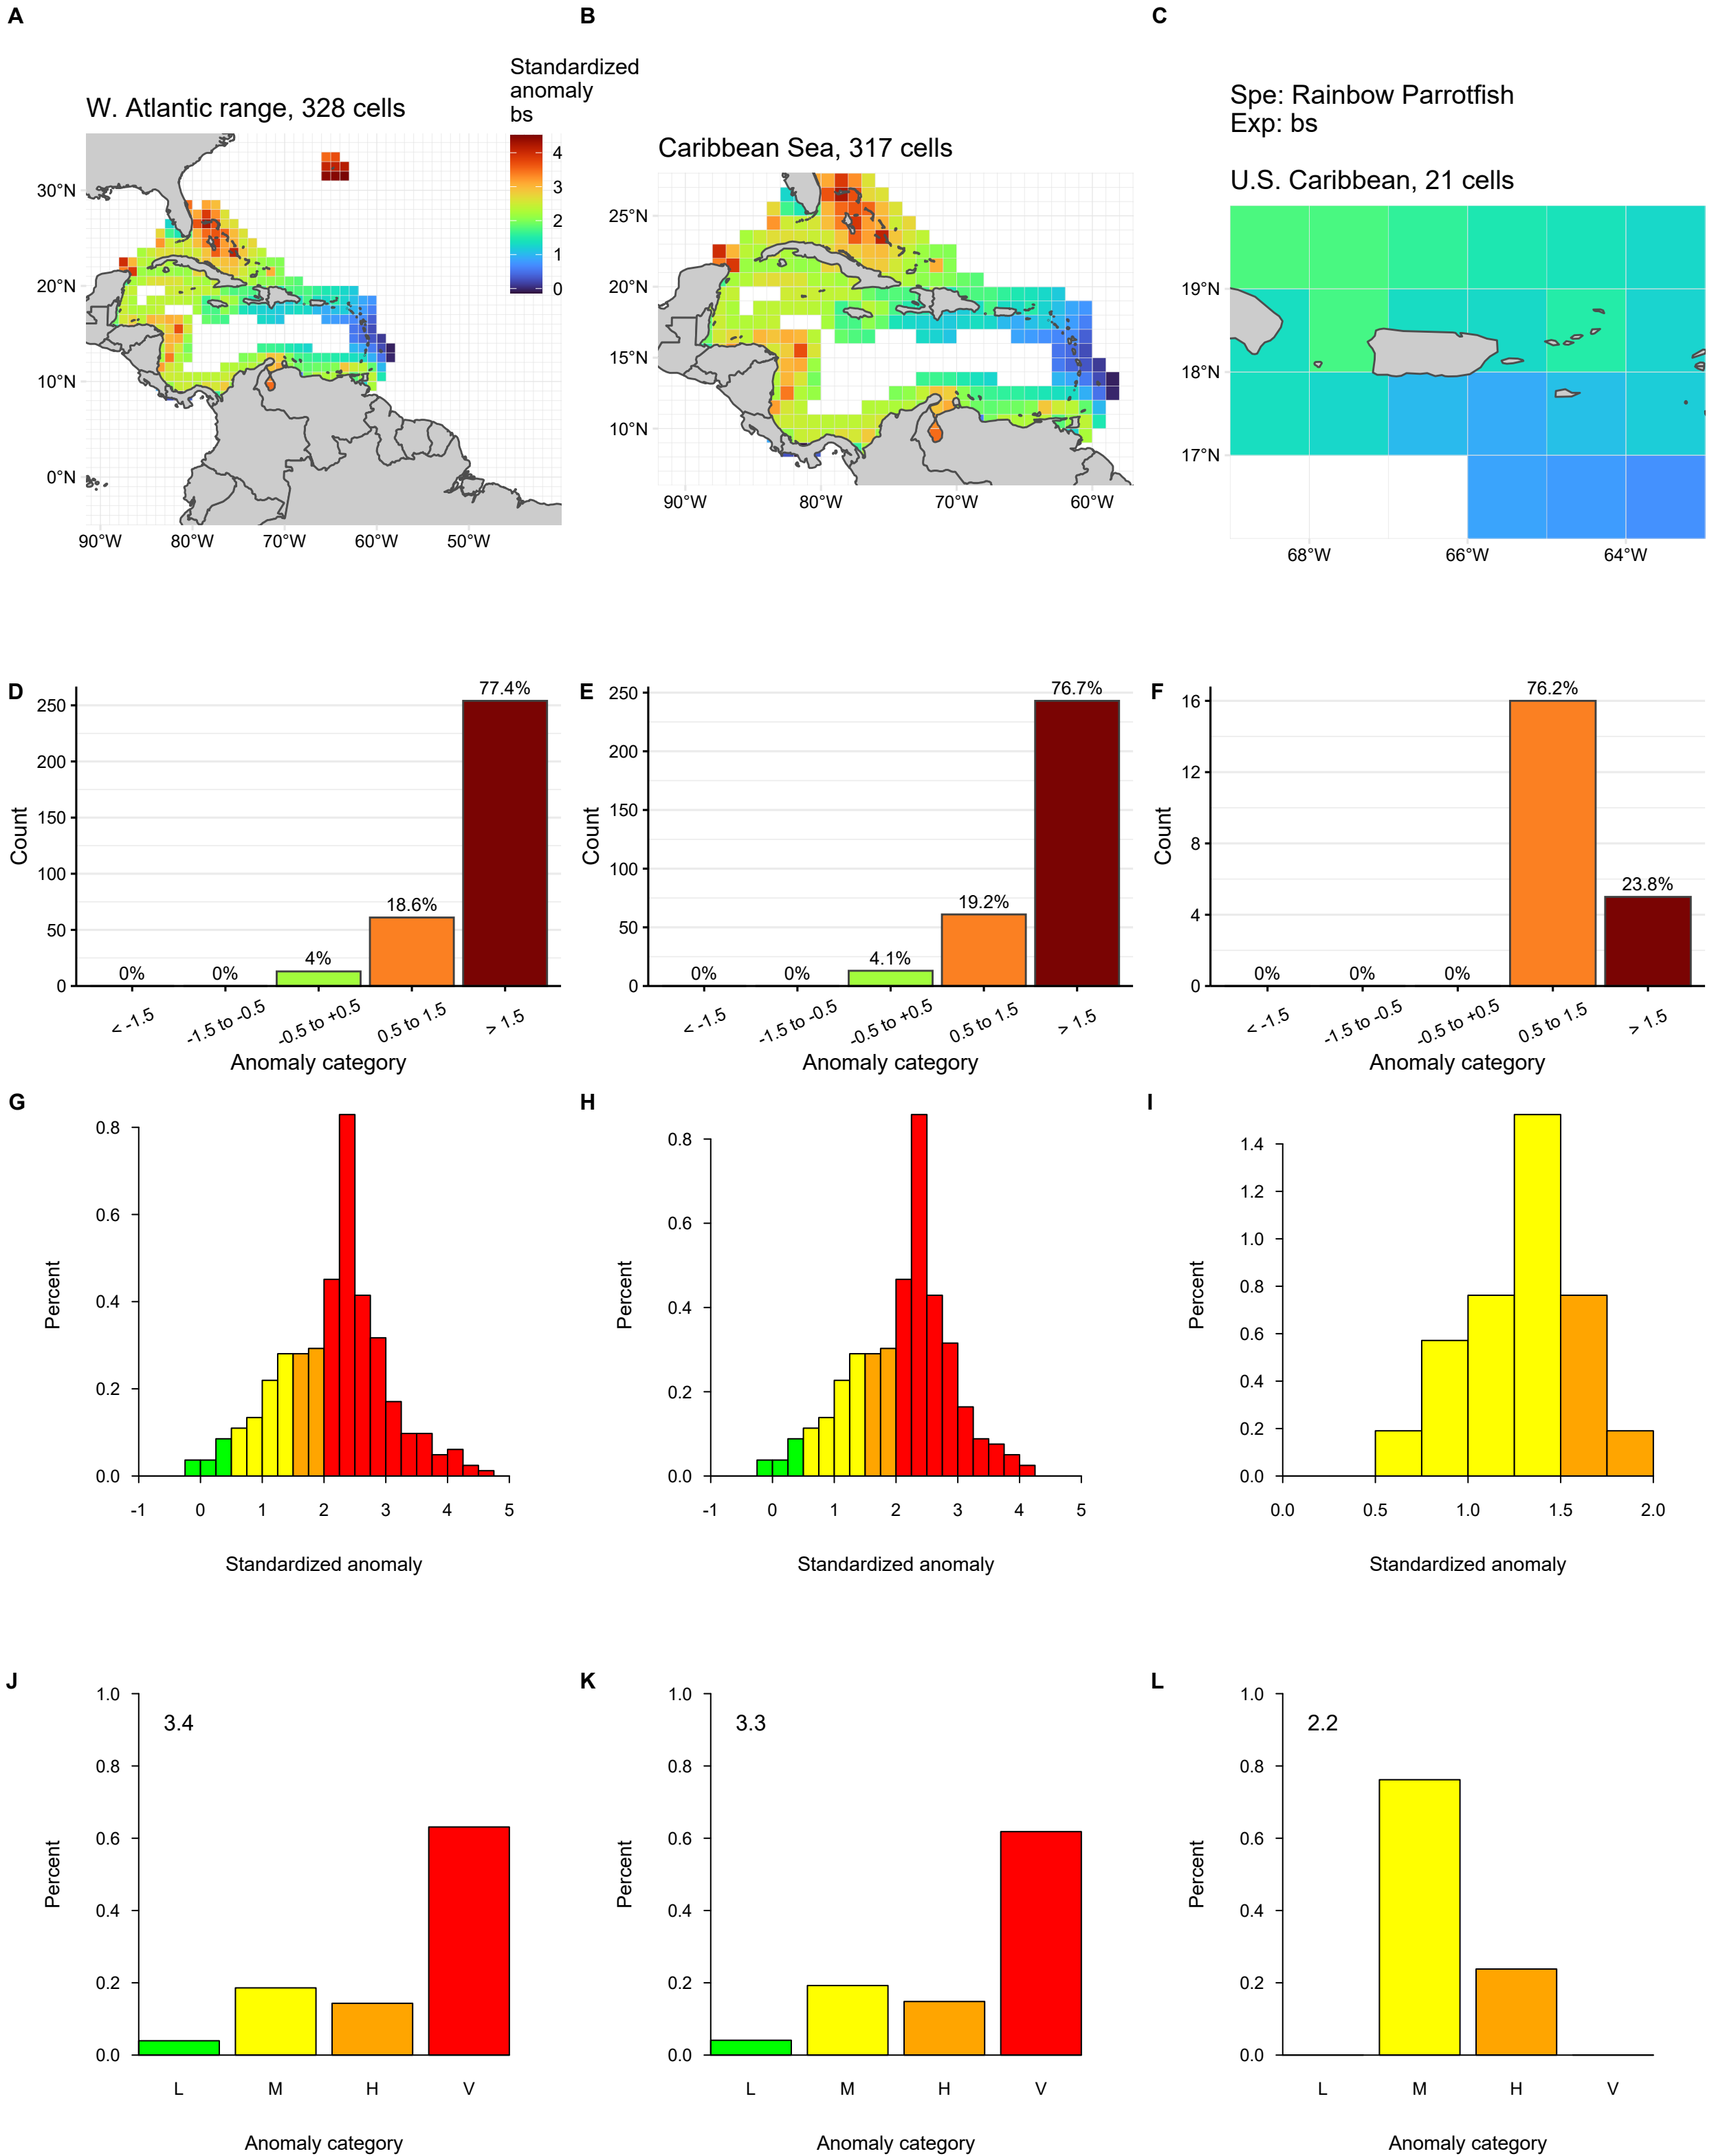 A
B
C
Standardized
anomaly
bs
4
3
2
1
0
W. Atlantic range, 328 cells
30°N
20°N
10°N
0°N
90°W
80°W
70°W
60°W
50°W
Caribbean Sea, 317 cells
25°N
20°N
15°N
10°N
90°W
80°W
70°W
60°W
Spe: Rainbow Parrotfish
Exp: bs
U.S. Caribbean, 21 cells
19°N
18°N
17°N
68°W
66°W
64°W
D
250
200
150
100
50
0
Count
0%
0%
4%
18.6%
77.4%
< -1.5
-1.5 to -0.5
-0.5 to +0.5
0.5 to 1.5
> 1.5
Anomaly category
E
250
200
150
100
50
0
Count
0%
0%
4.1%
19.2%
76.7%
< -1.5
-1.5 to -0.5
-0.5 to +0.5
0.5 to 1.5
> 1.5
Anomaly category
F
16
12
8
4
0
Count
0%
0%
0%
76.2%
23.8%
< -1.5
-1.5 to -0.5
-0.5 to +0.5
0.5 to 1.5
> 1.5
Anomaly category
G
0.8
0.6
0.4
0.2
0.0
Percent
-1
0
1
2
3
4
5
Standardized anomaly
H
0.8
0.6
0.4
0.2
0.0
Percent
-1
0
1
2
3
4
5
Standardized anomaly
I
1.4
1.2
1.0
0.8
0.6
0.4
0.2
0.0
Percent
0.0
0.5
1.0
1.5
2.0
Standardized anomaly
J
1.0
0.8
0.6
0.4
0.2
0.0
Percent
3.4
L
M
H
V
Anomaly category
K
1.0
0.8
0.6
0.4
0.2
0.0
Percent
3.3
L
M
H
V
Anomaly category
L
1.0
0.8
0.6
0.4
0.2
0.0
Percent
2.2
L
M
H
V
Anomaly category